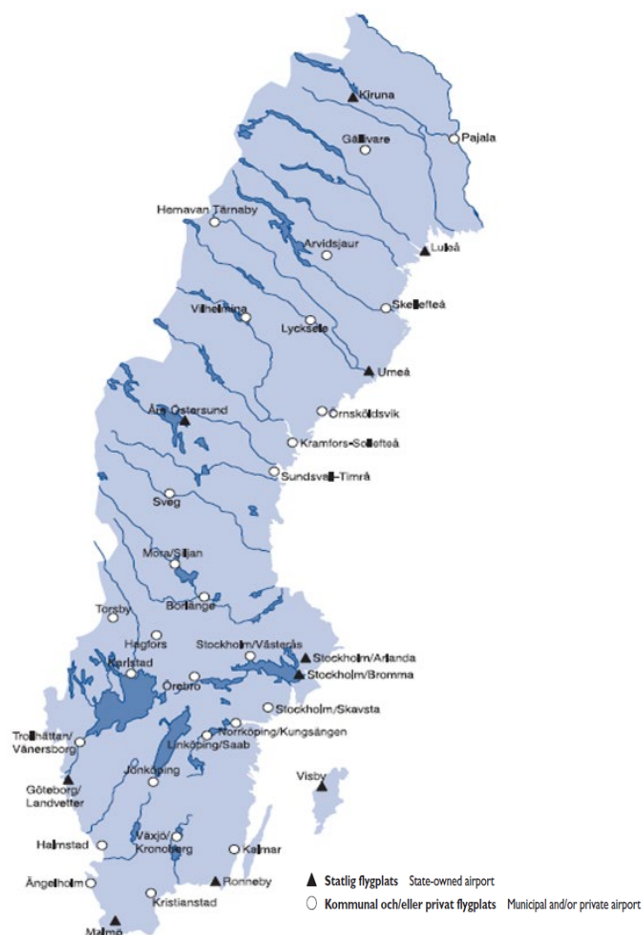 Kiruna
Gällivare
Pajala
Hemavan Tärnaby
Arvidsjaur
Luleå
Skellefteå
Vilhelmina
Lycksele
Umeå
Åre Östersund
Örnsköldsvik
Kramfors-Sollefteå
Sundsvall-Timrå
Sveg
Mora/Siljan
Borlänge
Torsby
Hagfors
Stockholm/Västerås
Stockholm/Arlanda
Karlstad
Stockholm/Bromma
Örebro
Stockholm/Skavsta
Norrköping/Kungsängen
Trollhättan/
Vänersborg
Linköping/Saab
Jönköping
Visby
Göteborg/
Landvetter
Halmstad
Växjö/
Kronoberg
Kalmar
Ängelholm
Ronneby
Kristianstad
Malmö
Statlig flygplats State-owned airport
Kommunal och/eller privat flygplats Municipal and/or private airport